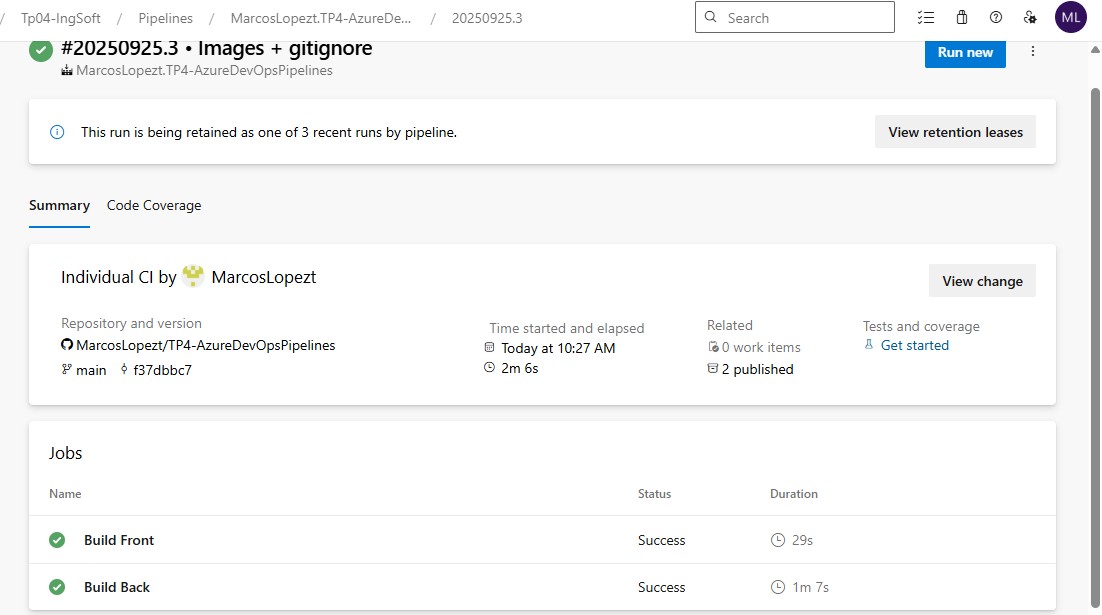 / Tp04-IngSoft / Pipelines / MarcosLopezt.TP4-AzureDe... / 20250925.3
Search
ML
#20250925.3 • Images + gitignore
Run new
MarcosLopezt.TP4-AzureDevOpsPipelines
This run is being retained as one of 3 recent runs by pipeline.
View retention leases
Summary Code Coverage
Individual CI by MarcosLopezt
View change
Repository and version
MarcosLopezt/TP4-AzureDevOpsPipelines
main f37dbbc7
Time started and elapsed
Today at 10:27 AM
2m 6s
Related
0 work items
2 published
Tests and coverage
Get started
Jobs
Name Status Duration
Build Front Success 29s
Build Back Success 1m 7s